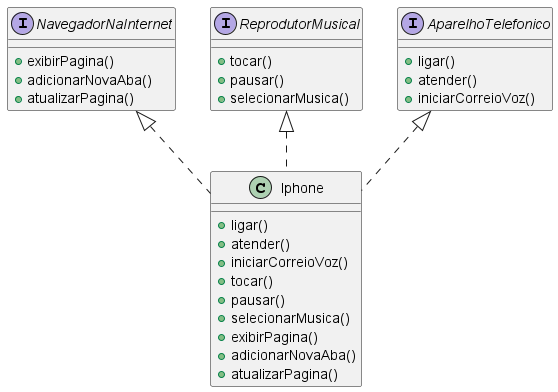 I NavegadorNaInternet
exibirPagina()
adicionarNovaAba()
atualizarPagina()
I ReprodutorMusical
tocar()
pausar()
selecionarMusica()
I AparelhoTelefonico
ligar()
atender()
iniciarCorreioVoz()
C Iphone
ligar()
atender()
iniciarCorreioVoz()
tocar()
pausar()
selecionarMusica()
exibirPagina()
adicionarNovaAba()
atualizarPagina()